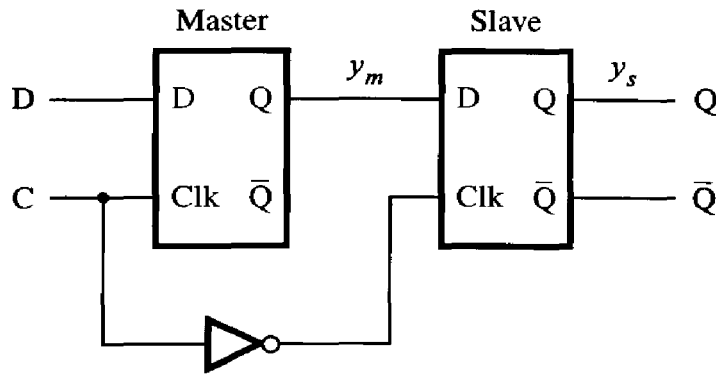 Master Slave
y_m y_s
D D Q D Q Q
C Clk Q̄ Clk Q̄ Q̄